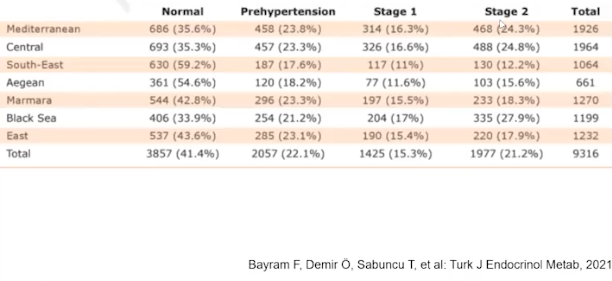 Normal Prehypertension Stage 1 Stage 2 Total
Mediterranean 686 (35.6%) 458 (23.8%) 314 (16.3%) 468 (24.3%) 1926
Central 693 (35.3%) 457 (23.3%) 326 (16.6%) 488 (24.8%) 1964
South-East 630 (59.2%) 187 (17.6%) 117 (11%) 130 (12.2%) 1064
Aegean 361 (54.6%) 120 (18.2%) 77 (11.6%) 103 (15.6%) 661
Marmara 544 (42.8%) 296 (23.3%) 197 (15.5%) 233 (18.3%) 1270
Black Sea 406 (33.9%) 254 (21.2%) 204 (17%) 335 (27.9%) 1199
East 537 (43.6%) 285 (23.1%) 190 (15.4%) 220 (17.9%) 1232
Total 3857 (41.4%) 2057 (22.1%) 1425 (15.3%) 1977 (21.2%) 9316
Bayram F, Demir Ö, Sabuncu T, et al: Turk J Endocrinol Metab, 2021